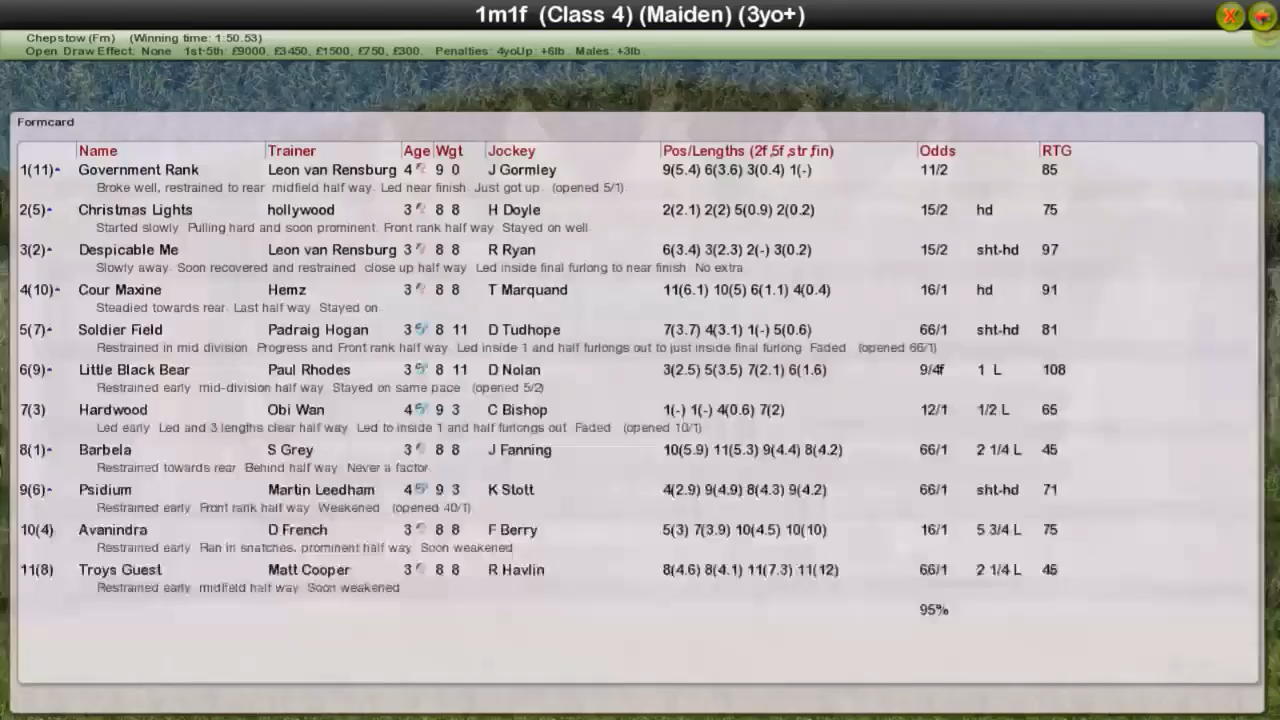 1m1f (Class 4) (Maiden) (3yo+)
Chepstow (Fm) (Winning time: 1:50.53)
Open Draw Effect: None 1st-5th: £9000, £3450, £1500, £750, £300. Penalties: 4yoUp: +6lb. Males: +3lb
Formcard
Name Trainer Age Wgt Jockey Pos/Lengths (2f,5f,str,fin) Odds RTG
1(11) Government Rank Leon van Rensburg 4 9 0 J Gormley 9(5.4) 6(3.6) 3(0.4) 1(-) 11/2 85
Broke well, restrained to rear midfield half way. Led near finish Just got up (opened 5/1)
2(5) Christmas Lights hollywood 3 8 8 H Doyle 2(2.1) 2(2) 5(0.9) 2(0.2) 15/2 hd 75
Started slowly Pulling hard and soon prominent. Front rank half way Stayed on well
3(2) Despicable Me Leon van Rensburg 3 8 8 R Ryan 6(3.4) 3(2.3) 2(-) 3(0.2) 15/2 sht-hd 97
Slowly away Soon recovered and restrained close up half way Led inside final furlong to near finish No extra
4(10) Cour Maxine Hemz 3 8 8 T Marquand 11(6.1) 10(5) 6(1.1) 4(0.4) 16/1 hd 91
Steadied towards rear. Last half way Stayed on
5(7) Soldier Field Padraig Hogan 3 8 11 D Tudhope 7(3.7) 4(3.1) 1(-) 5(0.6) 66/1 sht-hd 81
Restrained in mid division Progress and Front rank half way Led inside 1 and half furlongs out to just inside final furlong Faded (opened 66/1)
6(9) Little Black Bear Paul Rhodes 3 8 11 D Nolan 3(2.5) 5(3.5) 7(2.1) 6(1.6) 9/4f 1 L 108
Restrained early mid-division half way Stayed on same pace (opened 5/2)
7(3) Hardwood Obi Wan 4 9 3 C Bishop 1(-) 1(-) 4(0.6) 7(2) 12/1 1/2 L 65
Led early Led and 3 lengths clear half way Led to inside 1 and half furlongs out Faded (opened 10/1)
8(1) Barbela S Grey 3 8 8 J Fanning 10(5.9) 11(5.3) 9(4.4) 8(4.2) 66/1 2 1/4 L 45
Restrained towards rear Behind half way Never a factor
9(6) Psidium Martin Leedham 4 9 3 K Stott 4(2.9) 9(4.9) 8(4.3) 9(4.2) 66/1 sht-hd 71
Restrained early Front rank half way Weakened (opened 40/1)
10(4) Avanindra D French 3 8 8 F Berry 5(3) 7(3.9) 10(4.5) 10(10) 16/1 5 3/4 L 75
Restrained early Ran in snatches, prominent half way Soon weakened
11(8) Troys Guest Matt Cooper 3 8 8 R Havlin 8(4.6) 8(4.1) 11(7.3) 11(12) 66/1 2 1/4 L 45
Restrained early midfield half way Soon weakened
95%